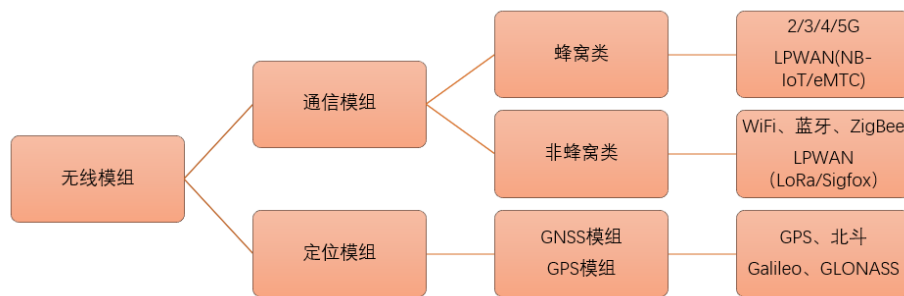 无线模组
通信模组
定位模组
蜂窝类
非蜂窝类
GNSS模组
GPS模组
2/3/4/5G
LPWAN(NB-
IoT/eMTC)
WiFi、蓝牙、ZigBee
LPWAN
（LoRa/Sigfox）
GPS、北斗
Galileo、GLONASS